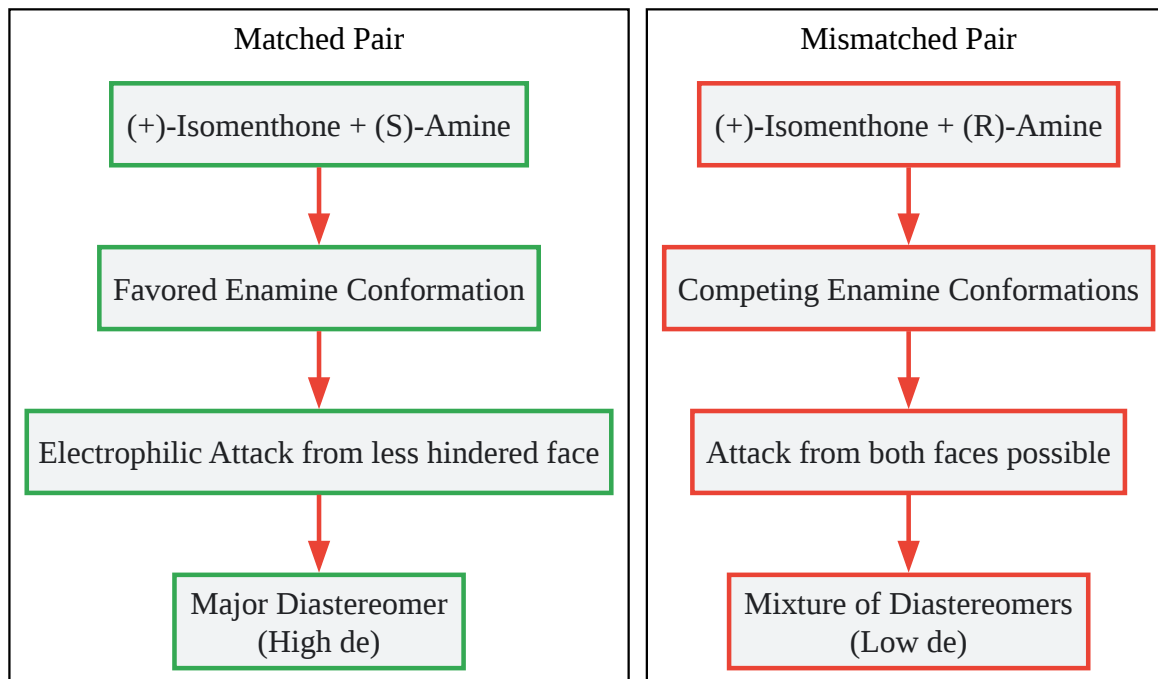 Matched Pair
(+)-Isomenthone + (S)-Amine
Favored Enamine Conformation
Electrophilic Attack from less hindered face
Major Diastereomer
(High de)
Mismatched Pair
(+)-Isomenthone + (R)-Amine
Competing Enamine Conformations
Attack from both faces possible
Mixture of Diastereomers
(Low de)